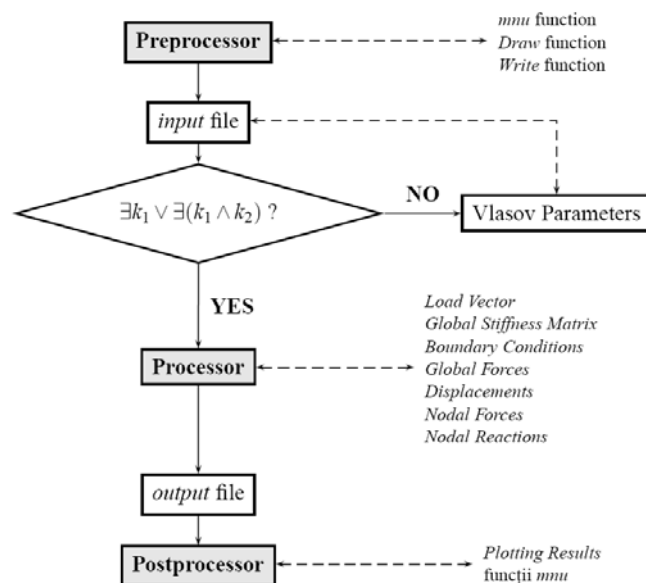 Preprocessor
mnu function
Draw function
Write function
input file
∃k₁ ∨ ∃(k₁ ∧ k₂) ?
NO
Vlasov Parameters
YES
Load Vector
Global Stiffness Matrix
Boundary Conditions
Global Forces
Displacements
Nodal Forces
Nodal Reactions
Processor
output file
Postprocessor
Plotting Results
funcții mnu